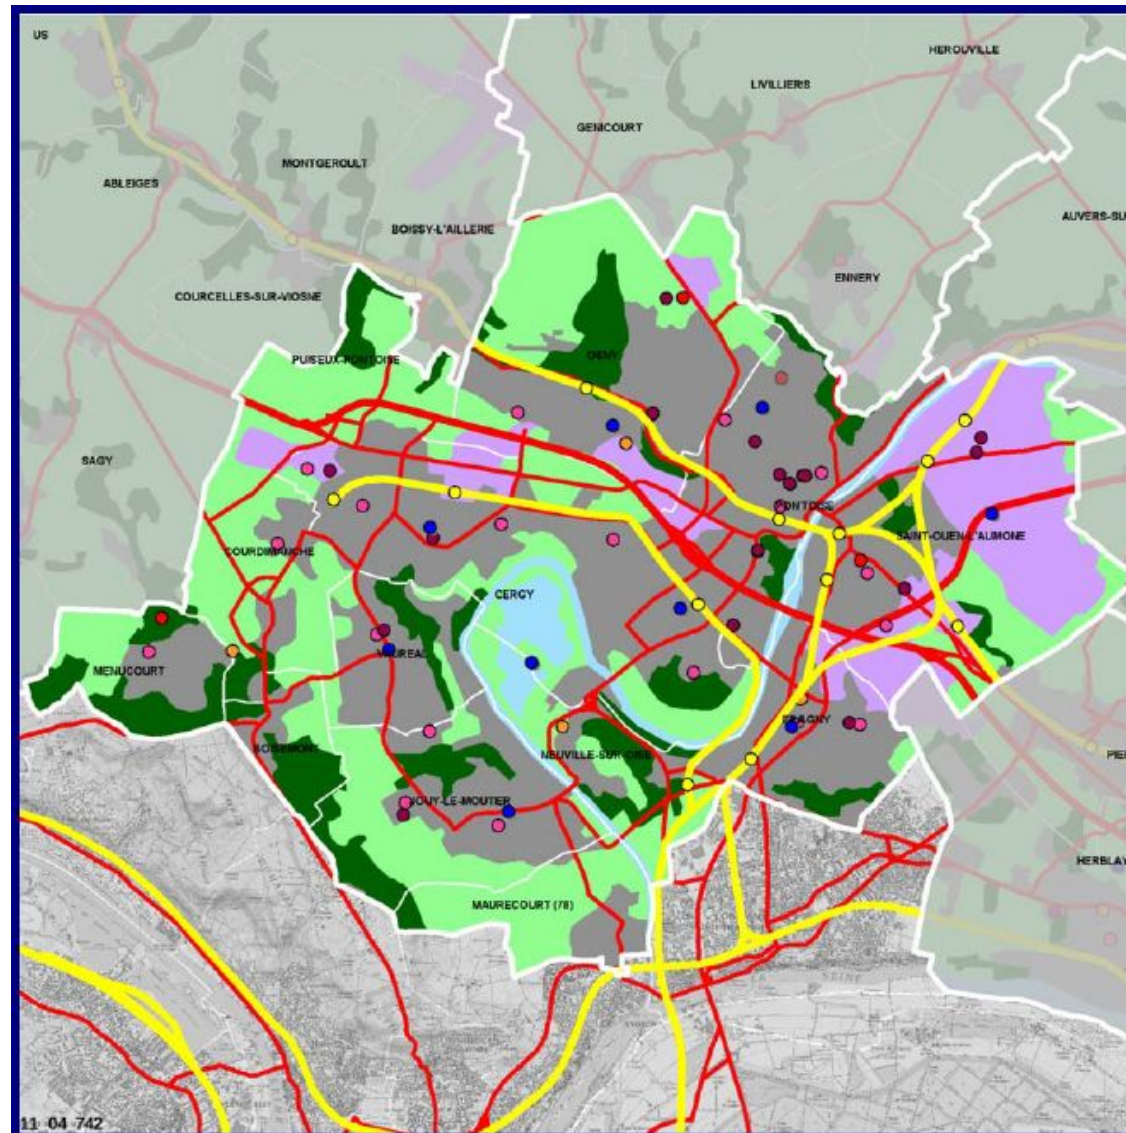 US
HEROUVILLE
LIVILLIERS
GENICOURT
MONTGEROULT
ABLEIGES
AUVERS-SU
BOISSY-L'AILLERIE
ENNERY
COURCELLES-SUR-VIOSNE
PUISEUX-PONTOISE
OSNY
SAGY
PONTOISE
SAINT-OUEN-L'AUMONE
COURDIMANCHE
CERGY
VAUREAL
MENUCOURT
ERAGNY
BOISEMONT
NEUVILLE-SUR-OISE
PIE
JOUY-LE-MOUTIER
HERBLAY
MAURECOURT (78)
SEINE
11 04 742